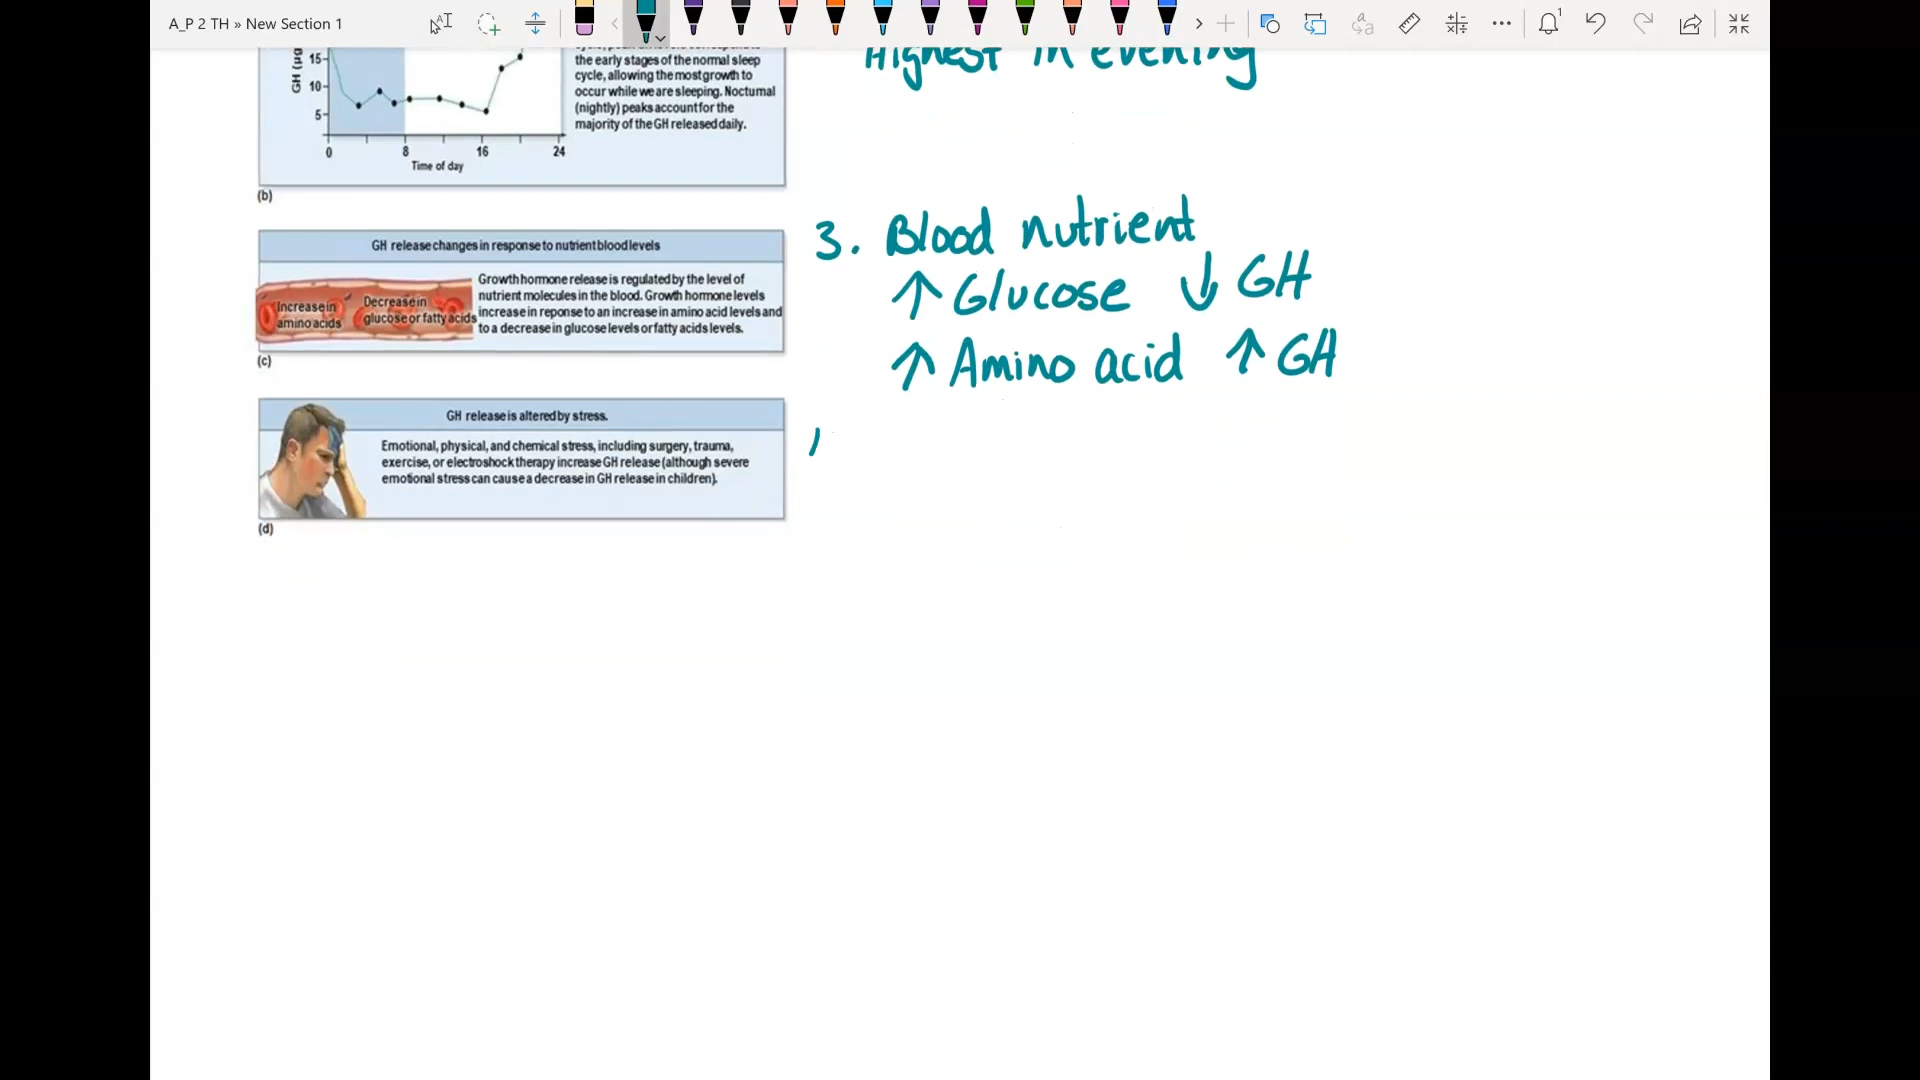 A_P 2 TH » New Section 1
1
GH (µg
15
10
5
0
8
16
24
Time of day
the early stages of the normal sleep
cycle, allowing the most growth to
occur while we are sleeping. Nocturnal
(nightly) peaks account for the
majority of the GH released daily.
(b)
Highest in evening
GH release changes in response to nutrient blood levels
Increase in
amino acids
Decrease in
glucose or fatty acids
Growth hormone release is regulated by the level of
nutrient molecules in the blood. Growth hormone levels
increase in reponse to an increase in amino acid levels and
to a decrease in glucose levels or fatty acids levels.
(c)
3. Blood nutrient
↑ Glucose ↓ GH
↑ Amino acid ↑ GH
GH release is altered by stress.
Emotional, physical, and chemical stress, including surgery, trauma,
exercise, or electroshock therapy increase GH release (although severe
emotional stress can cause a decrease in GH release in children).
(d)